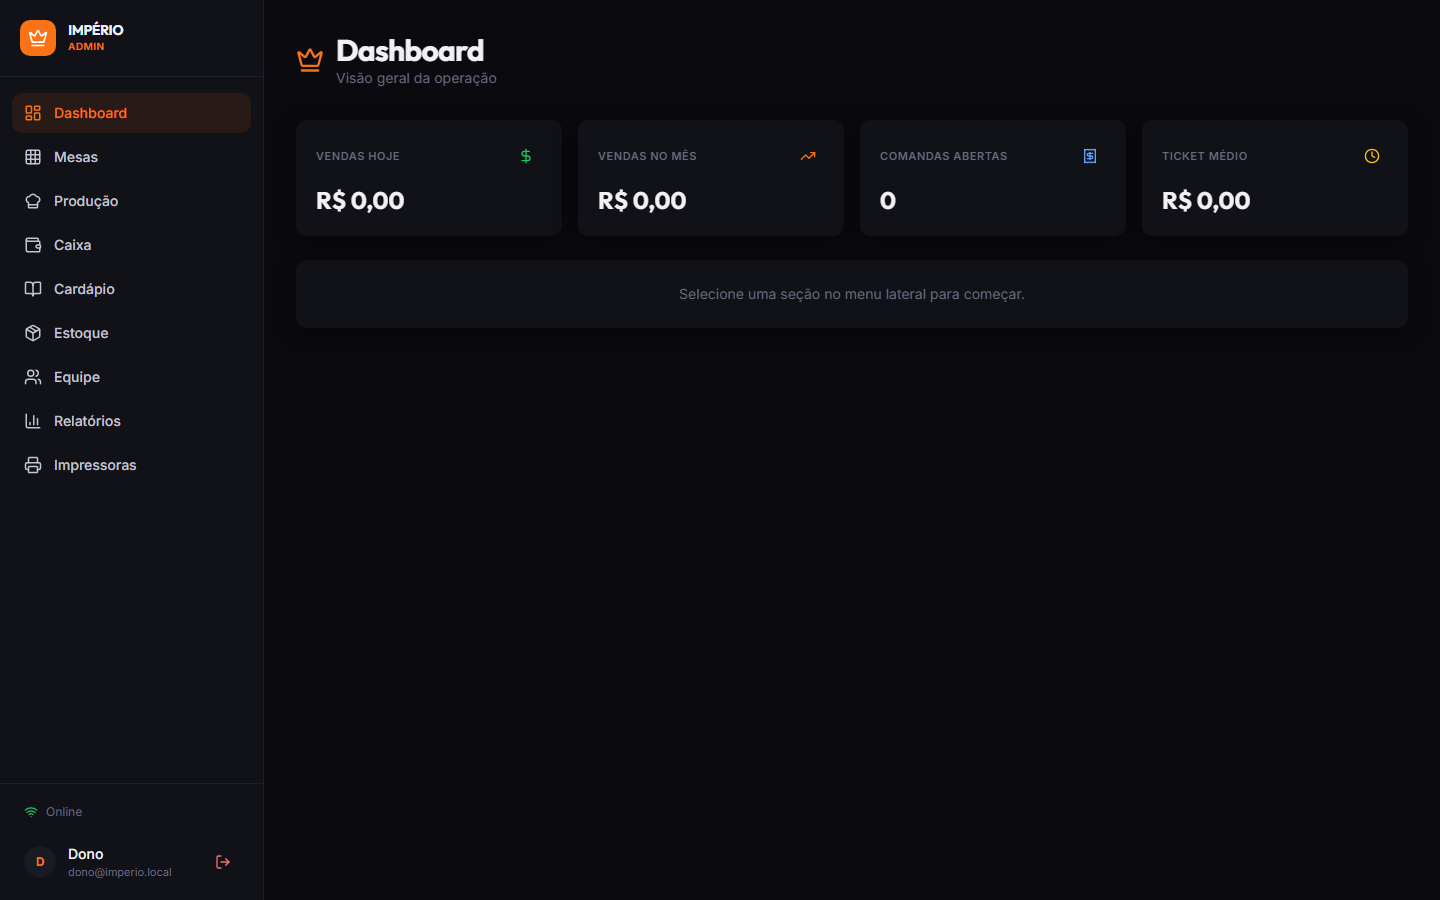 IMPÉRIO
ADMIN
Dashboard
Mesas
Produção
Caixa
Cardápio
Estoque
Equipe
Relatórios
Impressoras
Online
D
Dono
dono@imperio.local
Dashboard
Visão geral da operação
VENDAS HOJE
R$ 0,00
VENDAS NO MÊS
R$ 0,00
COMANDAS ABERTAS
0
TICKET MÉDIO
R$ 0,00
Selecione uma seção no menu lateral para começar.